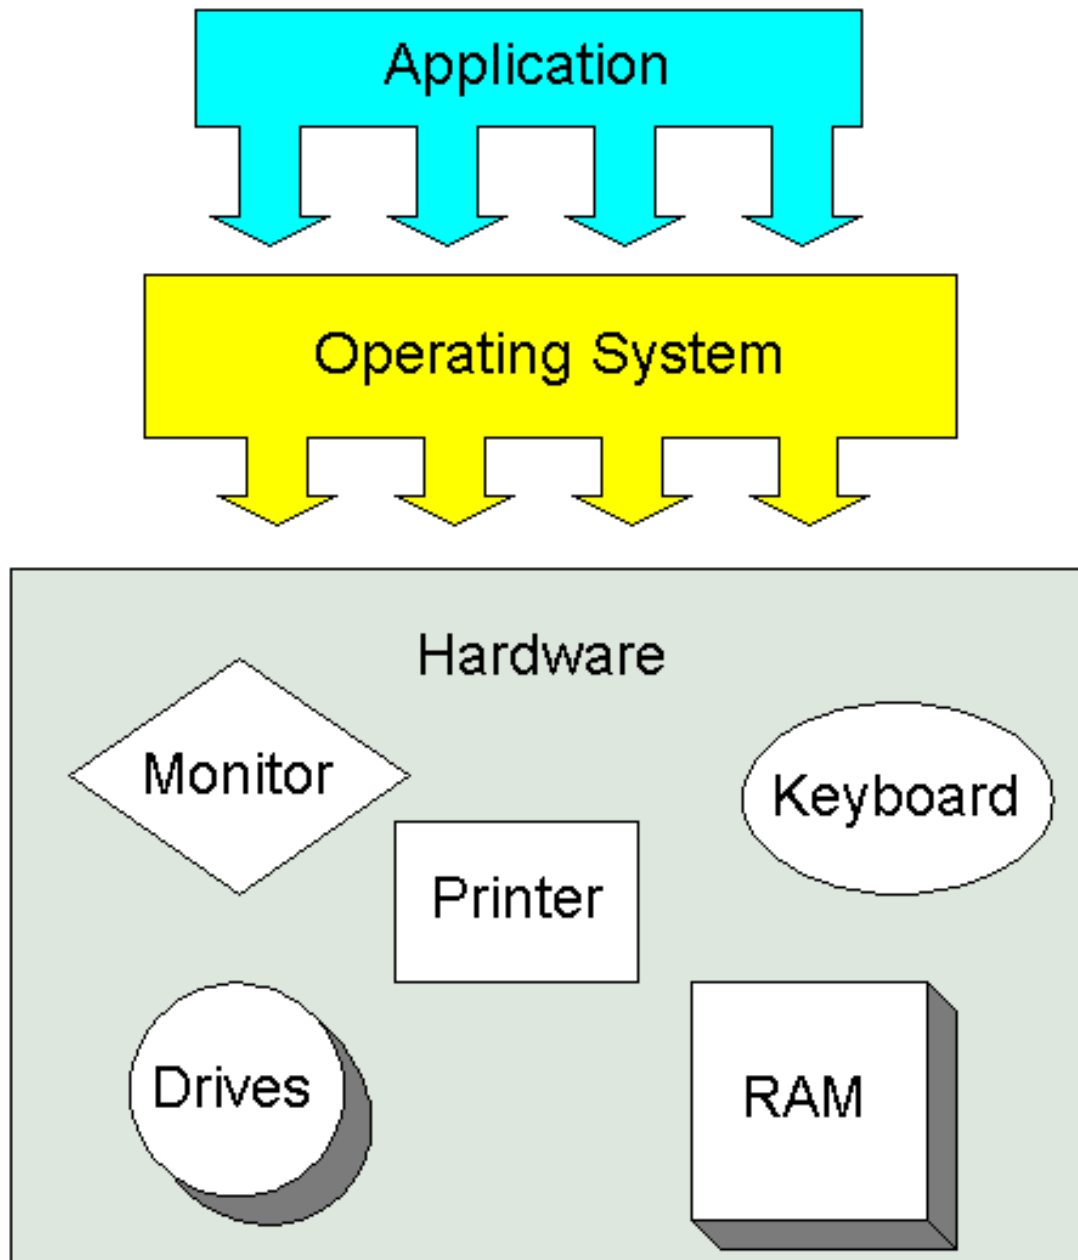 Application
Operating System
Hardware
Monitor
Keyboard
Printer
Drives
RAM